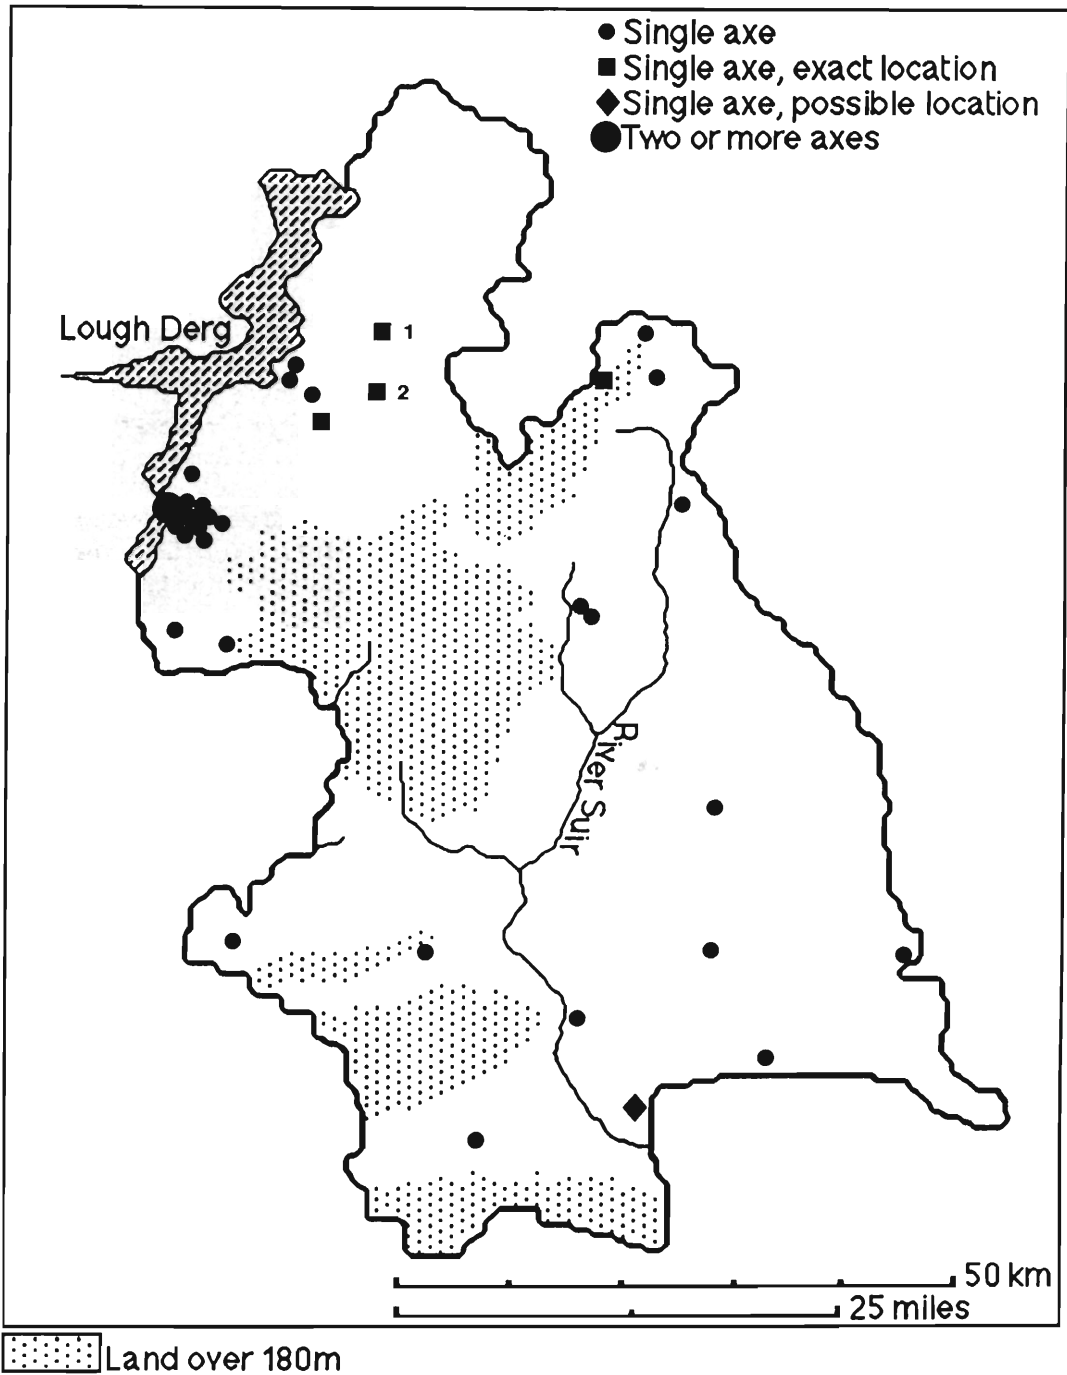 Single axe
Single axe, exact location
Single axe, possible location
Two or more axes
Lough Derg
1
2
River Suir
50 km
25 miles
Land over 180m